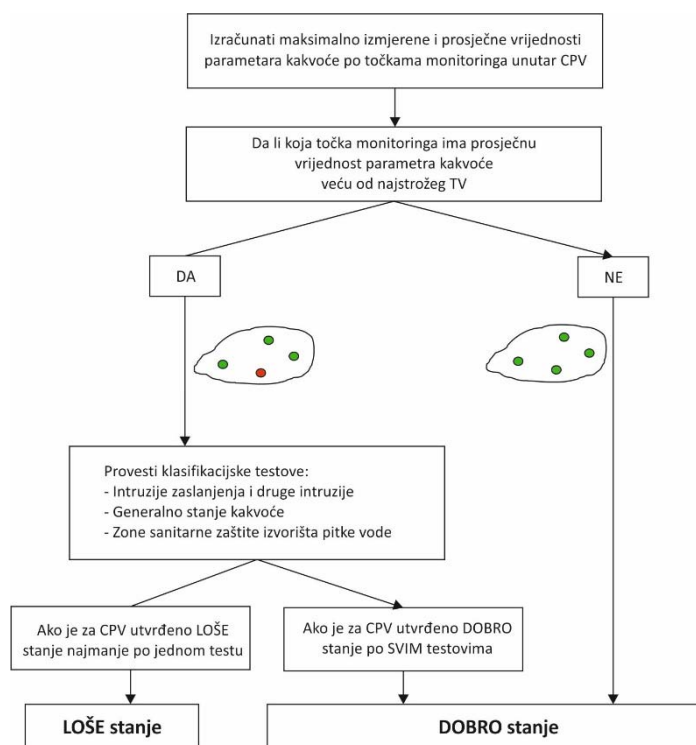 Izračunati maksimalno izmjerene i prosječne vrijednosti
parametara kakvoće po točkama monitoringa unutar CPV
Da li koja točka monitoringa ima prosječnu
vrijednost parametra kakvoće
veću od najstrožeg TV
DA
NE
Provesti klasifikacijske testove:
- Intruzije zaslanjenja i druge intruzije
- Generalno stanje kakvoće
- Zone sanitarne zaštite izvorišta pitke vode
Ako je za CPV utvrđeno LOŠE
stanje najmanje po jednom testu
Ako je za CPV utvrđeno DOBRO
stanje po SVIM testovima
LOŠE stanje
DOBRO stanje